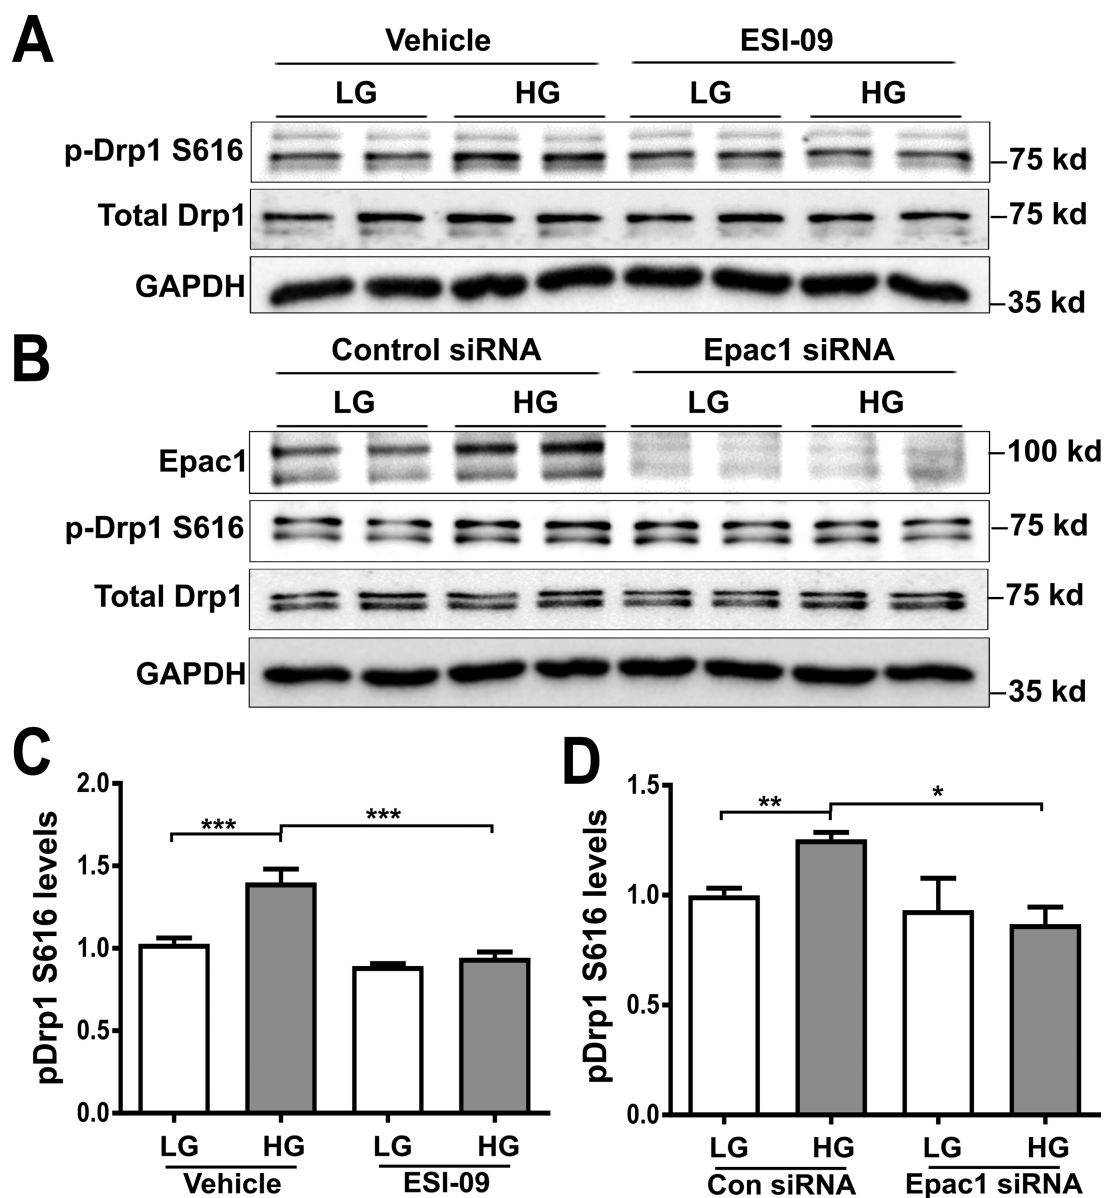 A
Vehicle ESI-09
LG HG LG HG
p-Drp1 S616
75 kd
Total Drp1
75 kd
GAPDH
35 kd
B
Control siRNA Epac1 siRNA
LG HG LG HG
Epac1
100 kd
p-Drp1 S616
75 kd
Total Drp1
75 kd
GAPDH
35 kd
C
pDrp1 S616 levels
2.0
1.5
1.0
0.5
0.0
*** ***
LG HG LG HG
Vehicle ESI-09
D
pDrp1 S616 levels
1.5
1.0
0.5
0.0
** *
LG HG LG HG
Con siRNA Epac1 siRNA